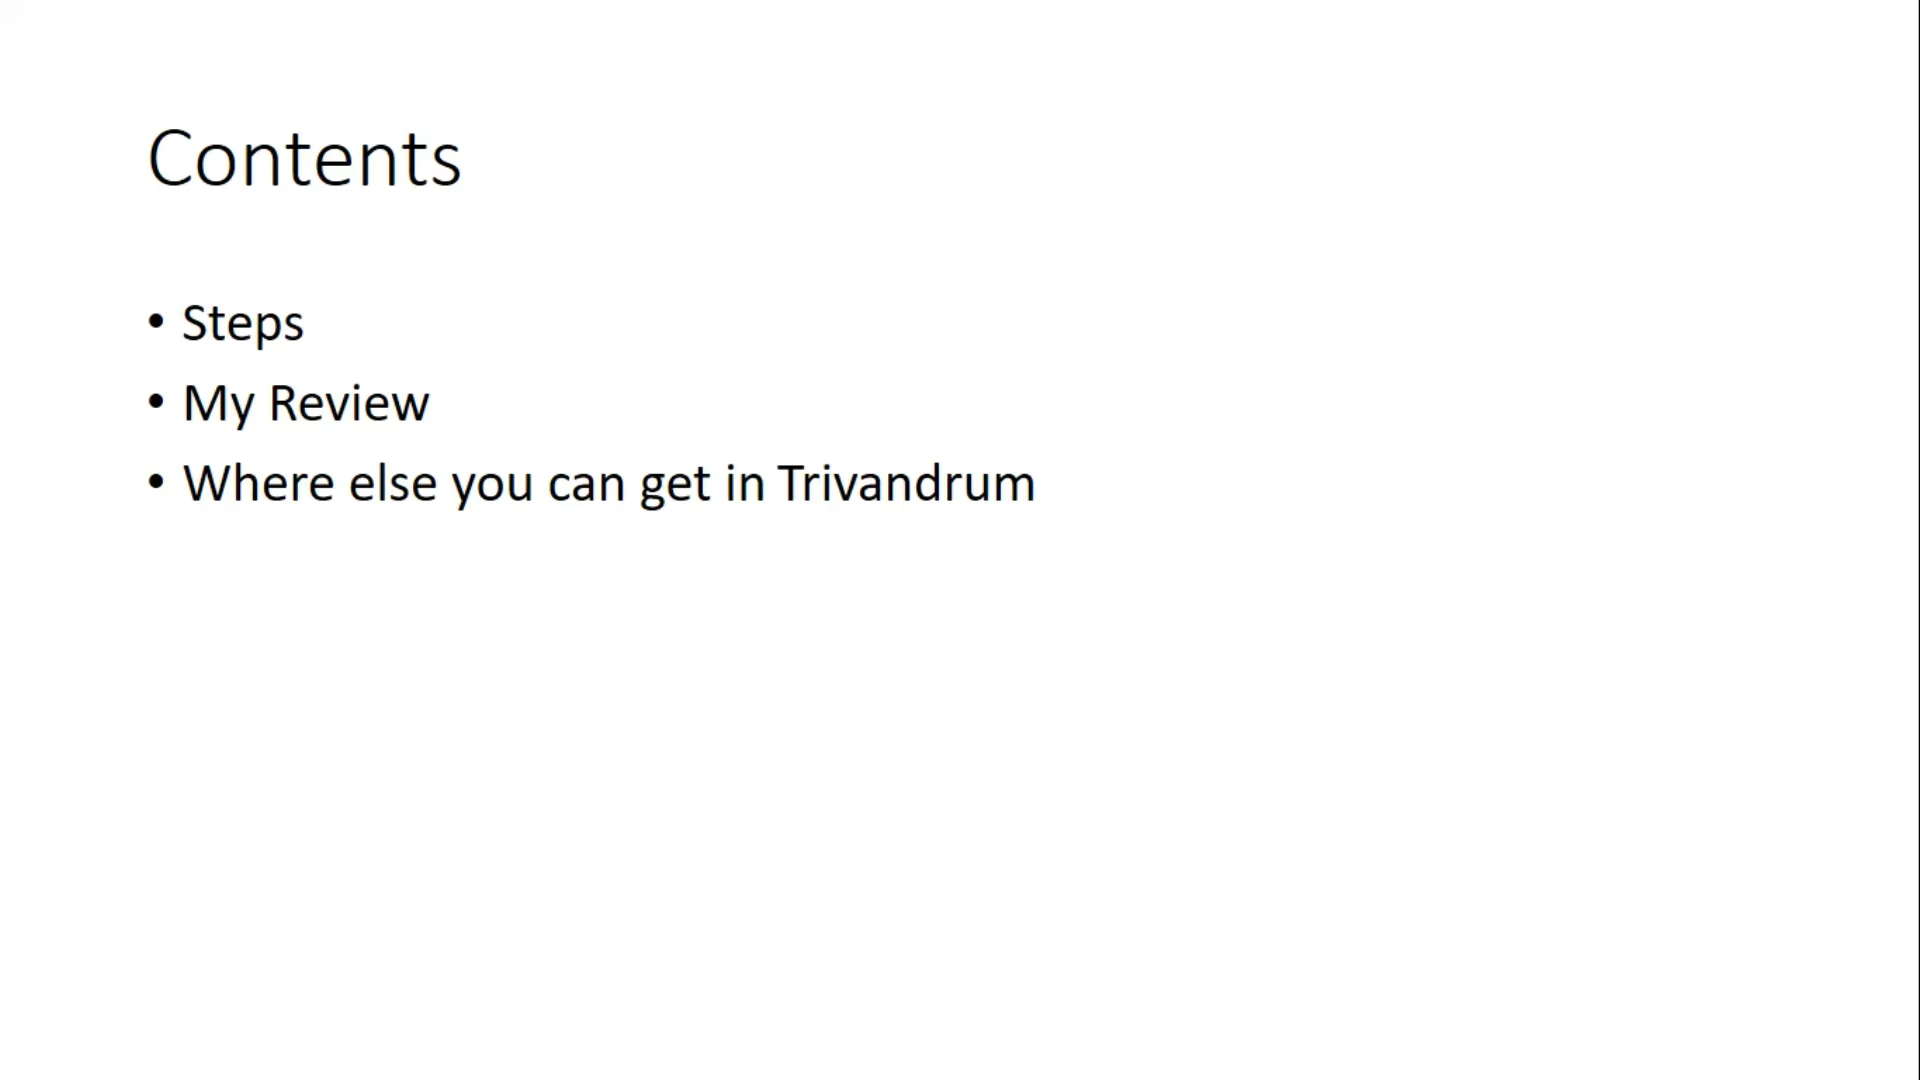 Contents
• Steps
• My Review
• Where else you can get in Trivandrum